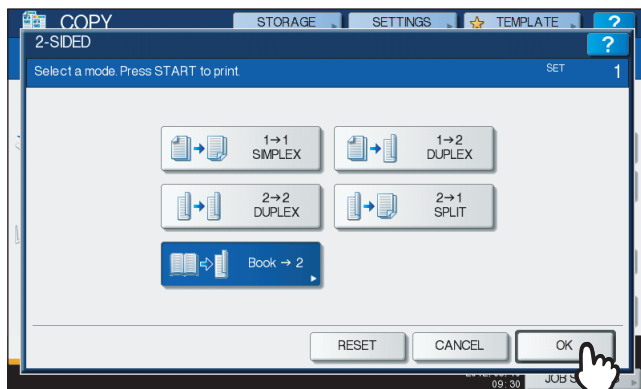 COPY STORAGE SETTINGS TEMPLATE ?
2-SIDED ?
Select a mode. Press START to print. SET 1
1→1
SIMPLEX
1→2
DUPLEX
2→2
DUPLEX
2→1
SPLIT
Book → 2
RESET CANCEL OK
09:30 JOB S